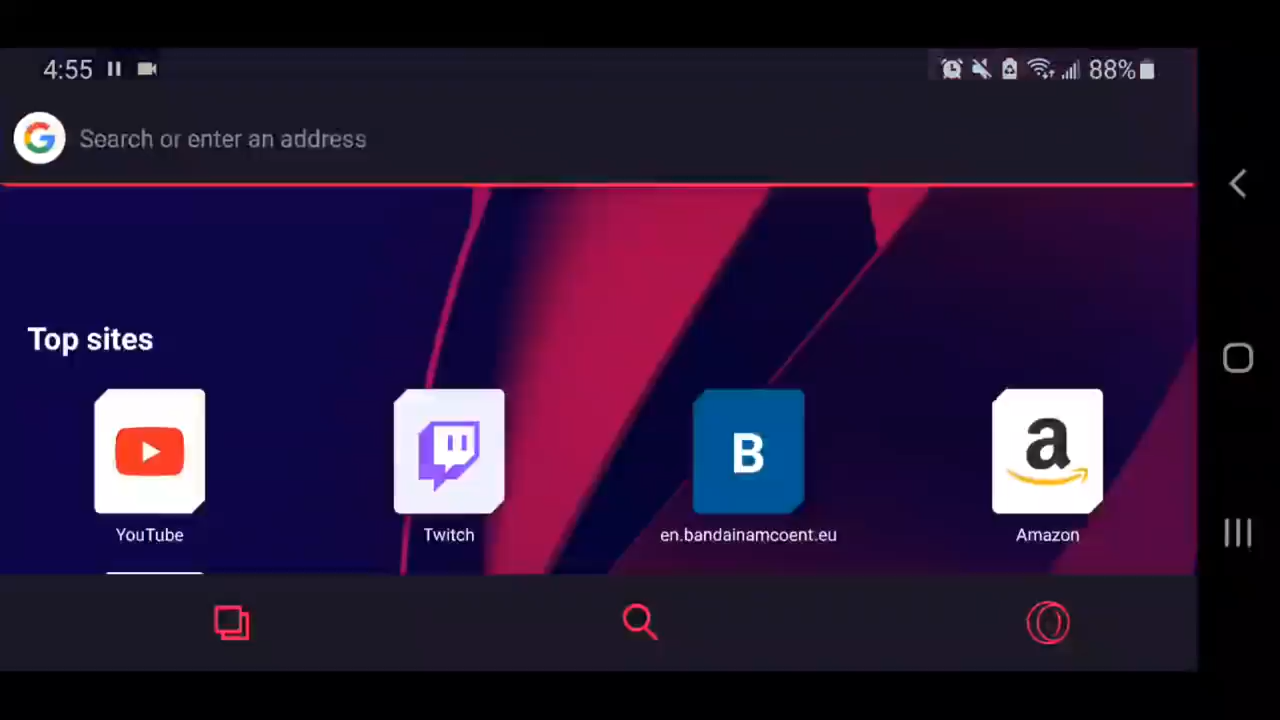 4:55
88%
Search or enter an address
Top sites
B
a
YouTube
Twitch
en.bandainamcoent.eu
Amazon